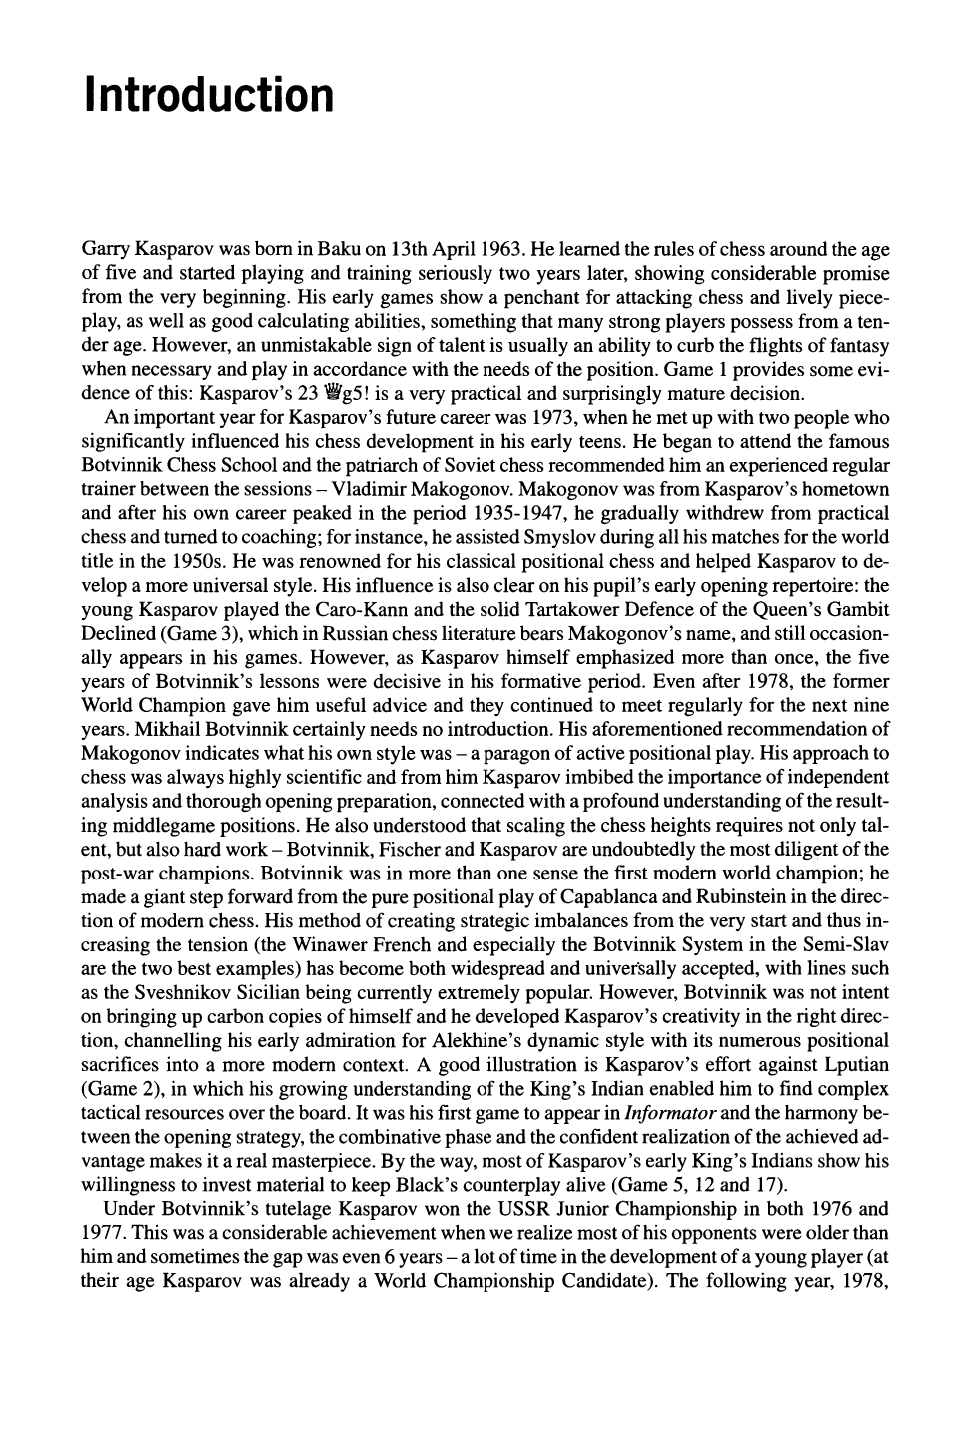 Introduction
Garry Kasparov was born in Baku on 13th April 1963. He learned the rules of chess around the age
of five and started playing and training seriously two years later, showing considerable promise
from the very beginning. His early games show a penchant for attacking chess and lively piece-
play, as well as good calculating abilities, something that many strong players possess from a ten-
der age. However, an unmistakable sign of talent is usually an ability to curb the flights of fantasy
when necessary and play in accordance with the needs of the position. Game 1 provides some evi-
dence of this: Kasparov's 23 ♛g5! is a very practical and surprisingly mature decision.
An important year for Kasparov's future career was 1973, when he met up with two people who
significantly influenced his chess development in his early teens. He began to attend the famous
Botvinnik Chess School and the patriarch of Soviet chess recommended him an experienced regular
trainer between the sessions – Vladimir Makogonov. Makogonov was from Kasparov's hometown
and after his own career peaked in the period 1935-1947, he gradually withdrew from practical
chess and turned to coaching; for instance, he assisted Smyslov during all his matches for the world
title in the 1950s. He was renowned for his classical positional chess and helped Kasparov to de-
velop a more universal style. His influence is also clear on his pupil's early opening repertoire: the
young Kasparov played the Caro-Kann and the solid Tartakower Defence of the Queen's Gambit
Declined (Game 3), which in Russian chess literature bears Makogonov's name, and still occasion-
ally appears in his games. However, as Kasparov himself emphasized more than once, the five
years of Botvinnik's lessons were decisive in his formative period. Even after 1978, the former
World Champion gave him useful advice and they continued to meet regularly for the next nine
years. Mikhail Botvinnik certainly needs no introduction. His aforementioned recommendation of
Makogonov indicates what his own style was – a paragon of active positional play. His approach to
chess was always highly scientific and from him Kasparov imbibed the importance of independent
analysis and thorough opening preparation, connected with a profound understanding of the result-
ing middlegame positions. He also understood that scaling the chess heights requires not only tal-
ent, but also hard work – Botvinnik, Fischer and Kasparov are undoubtedly the most diligent of the
post-war champions. Botvinnik was in more than one sense the first modern world champion; he
made a giant step forward from the pure positional play of Capablanca and Rubinstein in the direc-
tion of modern chess. His method of creating strategic imbalances from the very start and thus in-
creasing the tension (the Winawer French and especially the Botvinnik System in the Semi-Slav
are the two best examples) has become both widespread and universally accepted, with lines such
as the Sveshnikov Sicilian being currently extremely popular. However, Botvinnik was not intent
on bringing up carbon copies of himself and he developed Kasparov's creativity in the right direc-
tion, channelling his early admiration for Alekhine's dynamic style with its numerous positional
sacrifices into a more modern context. A good illustration is Kasparov's effort against Lputian
(Game 2), in which his growing understanding of the King's Indian enabled him to find complex
tactical resources over the board. It was his first game to appear in Informator and the harmony be-
tween the opening strategy, the combinative phase and the confident realization of the achieved ad-
vantage makes it a real masterpiece. By the way, most of Kasparov's early King's Indians show his
willingness to invest material to keep Black's counterplay alive (Game 5, 12 and 17).
Under Botvinnik's tutelage Kasparov won the USSR Junior Championship in both 1976 and
1977. This was a considerable achievement when we realize most of his opponents were older than
him and sometimes the gap was even 6 years – a lot of time in the development of a young player (at
their age Kasparov was already a World Championship Candidate). The following year, 1978,